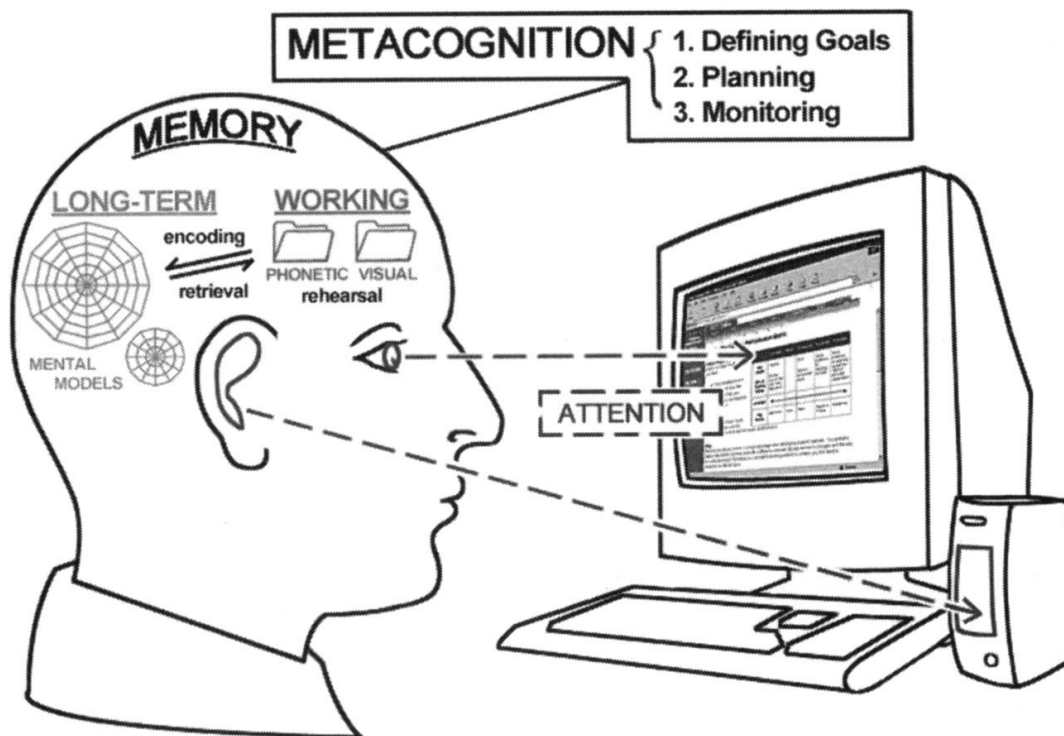 METACOGNITION
1. Defining Goals
2. Planning
3. Monitoring
MEMORY
LONG-TERM
WORKING
encoding
retrieval
PHONETIC VISUAL
rehearsal
MENTAL
MODELS
ATTENTION